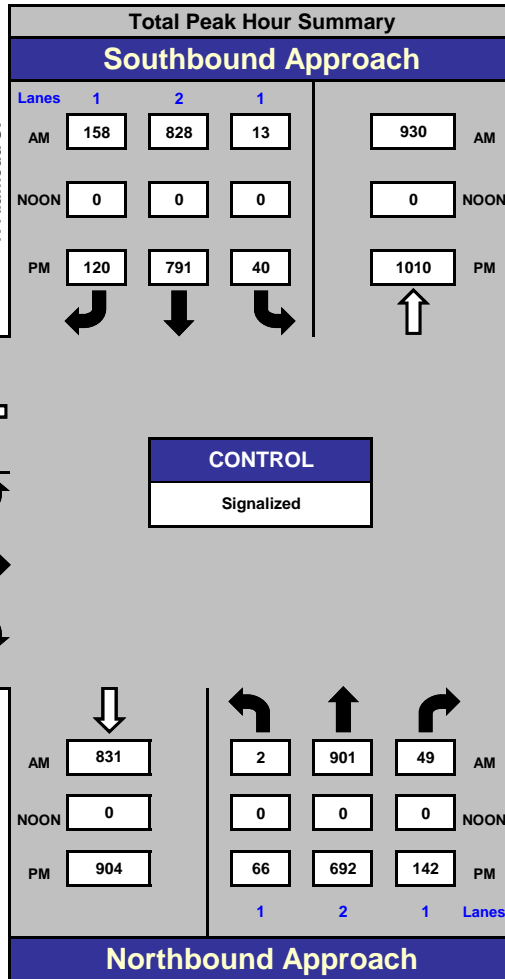 Total Peak Hour Summary
Southbound Approach
Lanes 1 2 1
AM 158 828 13 930 AM
NOON 0 0 0 0 NOON
PM 120 791 40 1010 PM
CONTROL
Signalized
AM 831 2 901 49 AM
NOON 0 0 0 0 NOON
PM 904 66 692 142 PM
1 2 1 Lanes
Northbound Approach